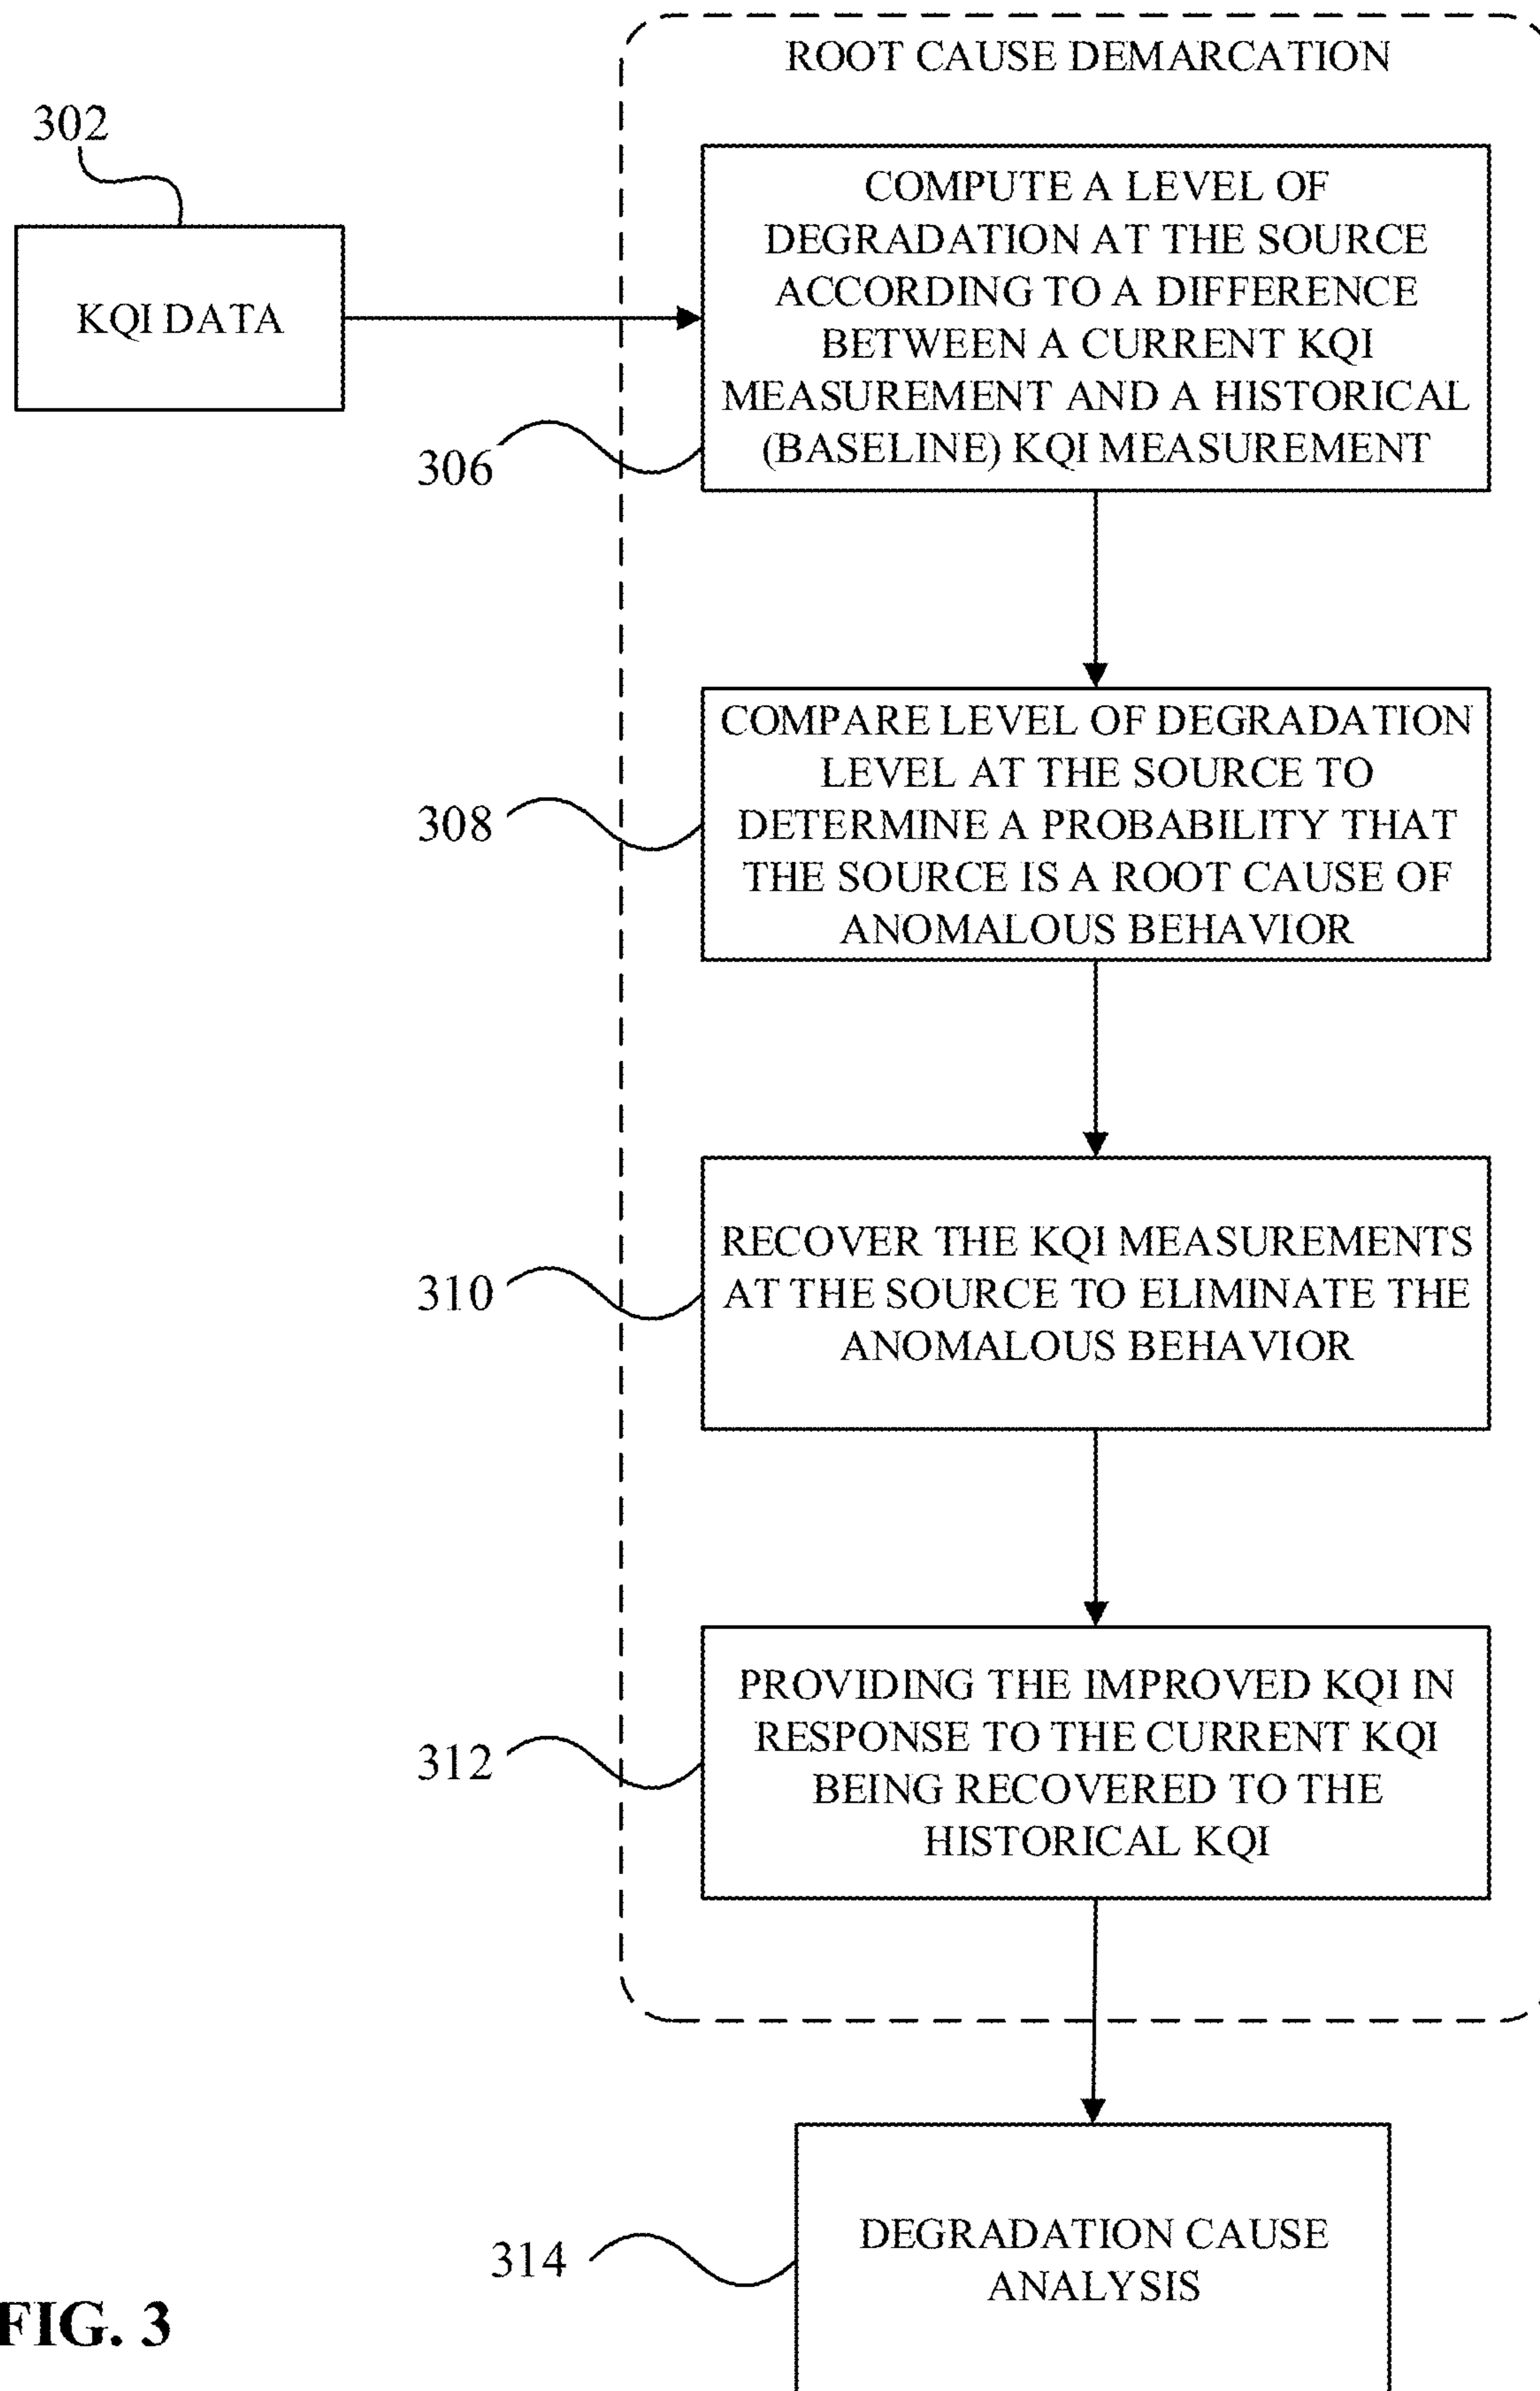 ROOT CAUSE DEMARCATION
302
KQI DATA
COMPUTE A LEVEL OF
DEGRADATION AT THE SOURCE
ACCORDING TO A DIFFERENCE
BETWEEN A CURRENT KQI
MEASUREMENT AND A HISTORICAL
(BASELINE) KQI MEASUREMENT
306
COMPARE LEVEL OF DEGRADATION
LEVEL AT THE SOURCE TO
DETERMINE A PROBABILITY THAT
THE SOURCE IS A ROOT CAUSE OF
ANOMALOUS BEHAVIOR
308
RECOVER THE KQI MEASUREMENTS
AT THE SOURCE TO ELIMINATE THE
ANOMALOUS BEHAVIOR
310
PROVIDING THE IMPROVED KQI IN
RESPONSE TO THE CURRENT KQI
BEING RECOVERED TO THE
HISTORICAL KQI
312
DEGRADATION CAUSE
ANALYSIS
314
FIG. 3